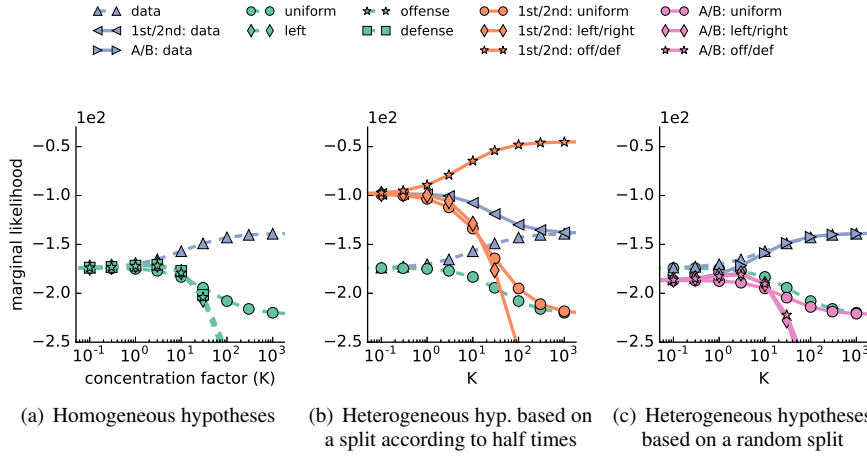 data
uniform
offense
1st/2nd: uniform
A/B: uniform
1st/2nd: data
left
defense
1st/2nd: left/right
A/B: left/right
A/B: data
1st/2nd: off/def
A/B: off/def
1e2
1e2
1e2
marginal likelihood
−0.5
−1.0
−1.5
−2.0
−2.5
−0.5
−1.0
−1.5
−2.0
−2.5
−0.5
−1.0
−1.5
−2.0
−2.5
10⁻¹ 10⁰ 10¹ 10² 10³
10⁻¹ 10⁰ 10¹ 10² 10³
10⁻¹ 10⁰ 10¹ 10² 10³
concentration factor (K)
K
K
(a) Homogeneous hypotheses
(b) Heterogeneous hyp. based on
a split according to half times
(c) Heterogeneous hypotheses
based on a random split